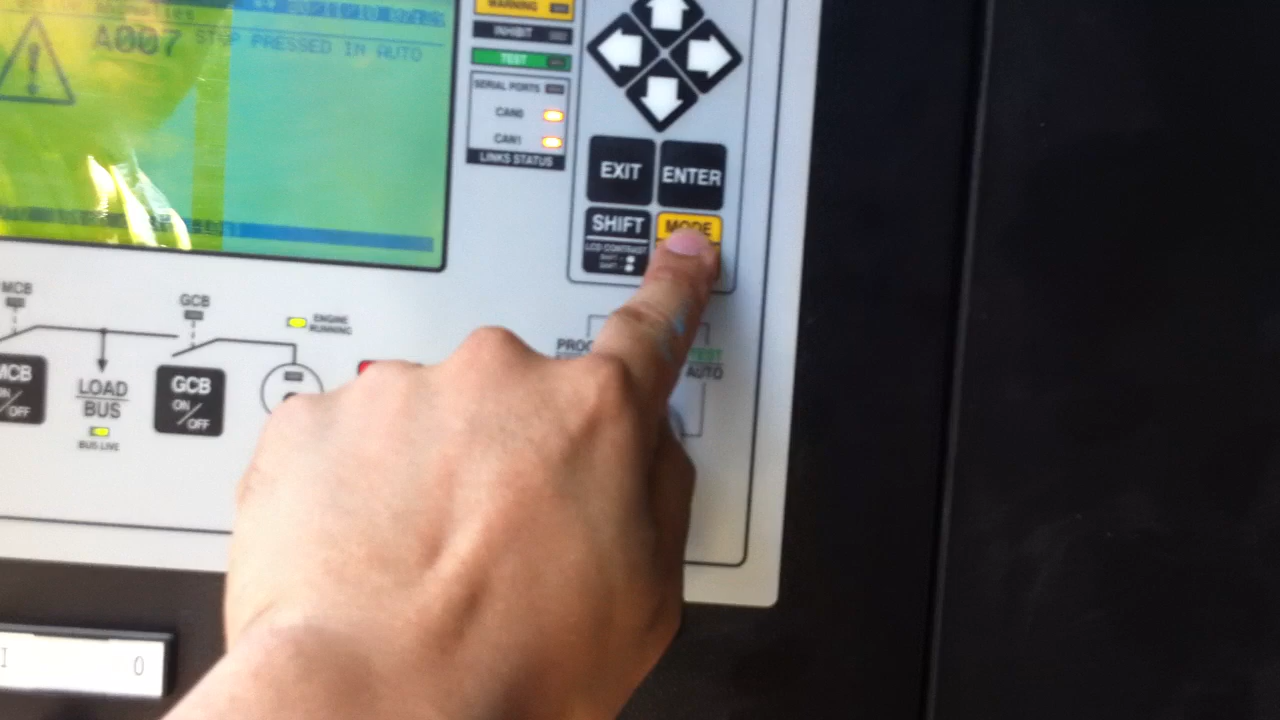 A007 STOP PRESSED IN AUTO
WARNING
INHIBIT
TEST
SERIAL PORTS
CAN0
CAN1
LINKS STATUS
EXIT
ENTER
SHIFT
LCD CONTRAST
MODE
MCB
GCB
ENGINE
RUNNING
MCB
ON/OFF
LOAD
BUS
BUS LIVE
GCB
ON/OFF
TEST
AUTO
I 0